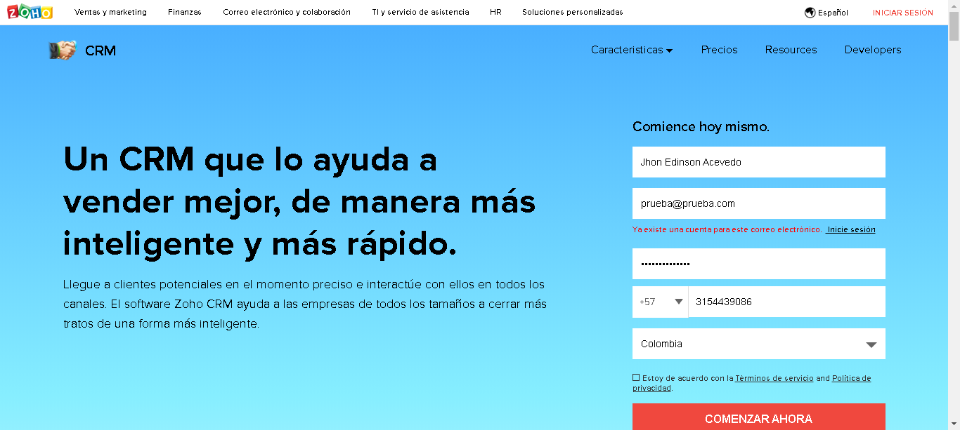 ZOHO Ventas y marketing Finanzas Correo electrónico y colaboración TI y servicio de asistencia HR Soluciones personalizadas Español INICIAR SESIÓN
CRM Características Precios Resources Developers
Comience hoy mismo.
Un CRM que lo ayuda a
vender mejor, de manera más
inteligente y más rápido.
Llegue a clientes potenciales en el momento preciso e interactúe con ellos en todos los
canales. El software Zoho CRM ayuda a las empresas de todos los tamaños a cerrar más
tratos de una forma más inteligente.
Jhon Edinson Acevedo
prueba@prueba.com
Ya existe una cuenta para este correo electrónico. Inicie sesión
••••••••••••••
+57 3154439086
Colombia
Estoy de acuerdo con la Términos de servicio and Política de
privacidad.
COMENZAR AHORA